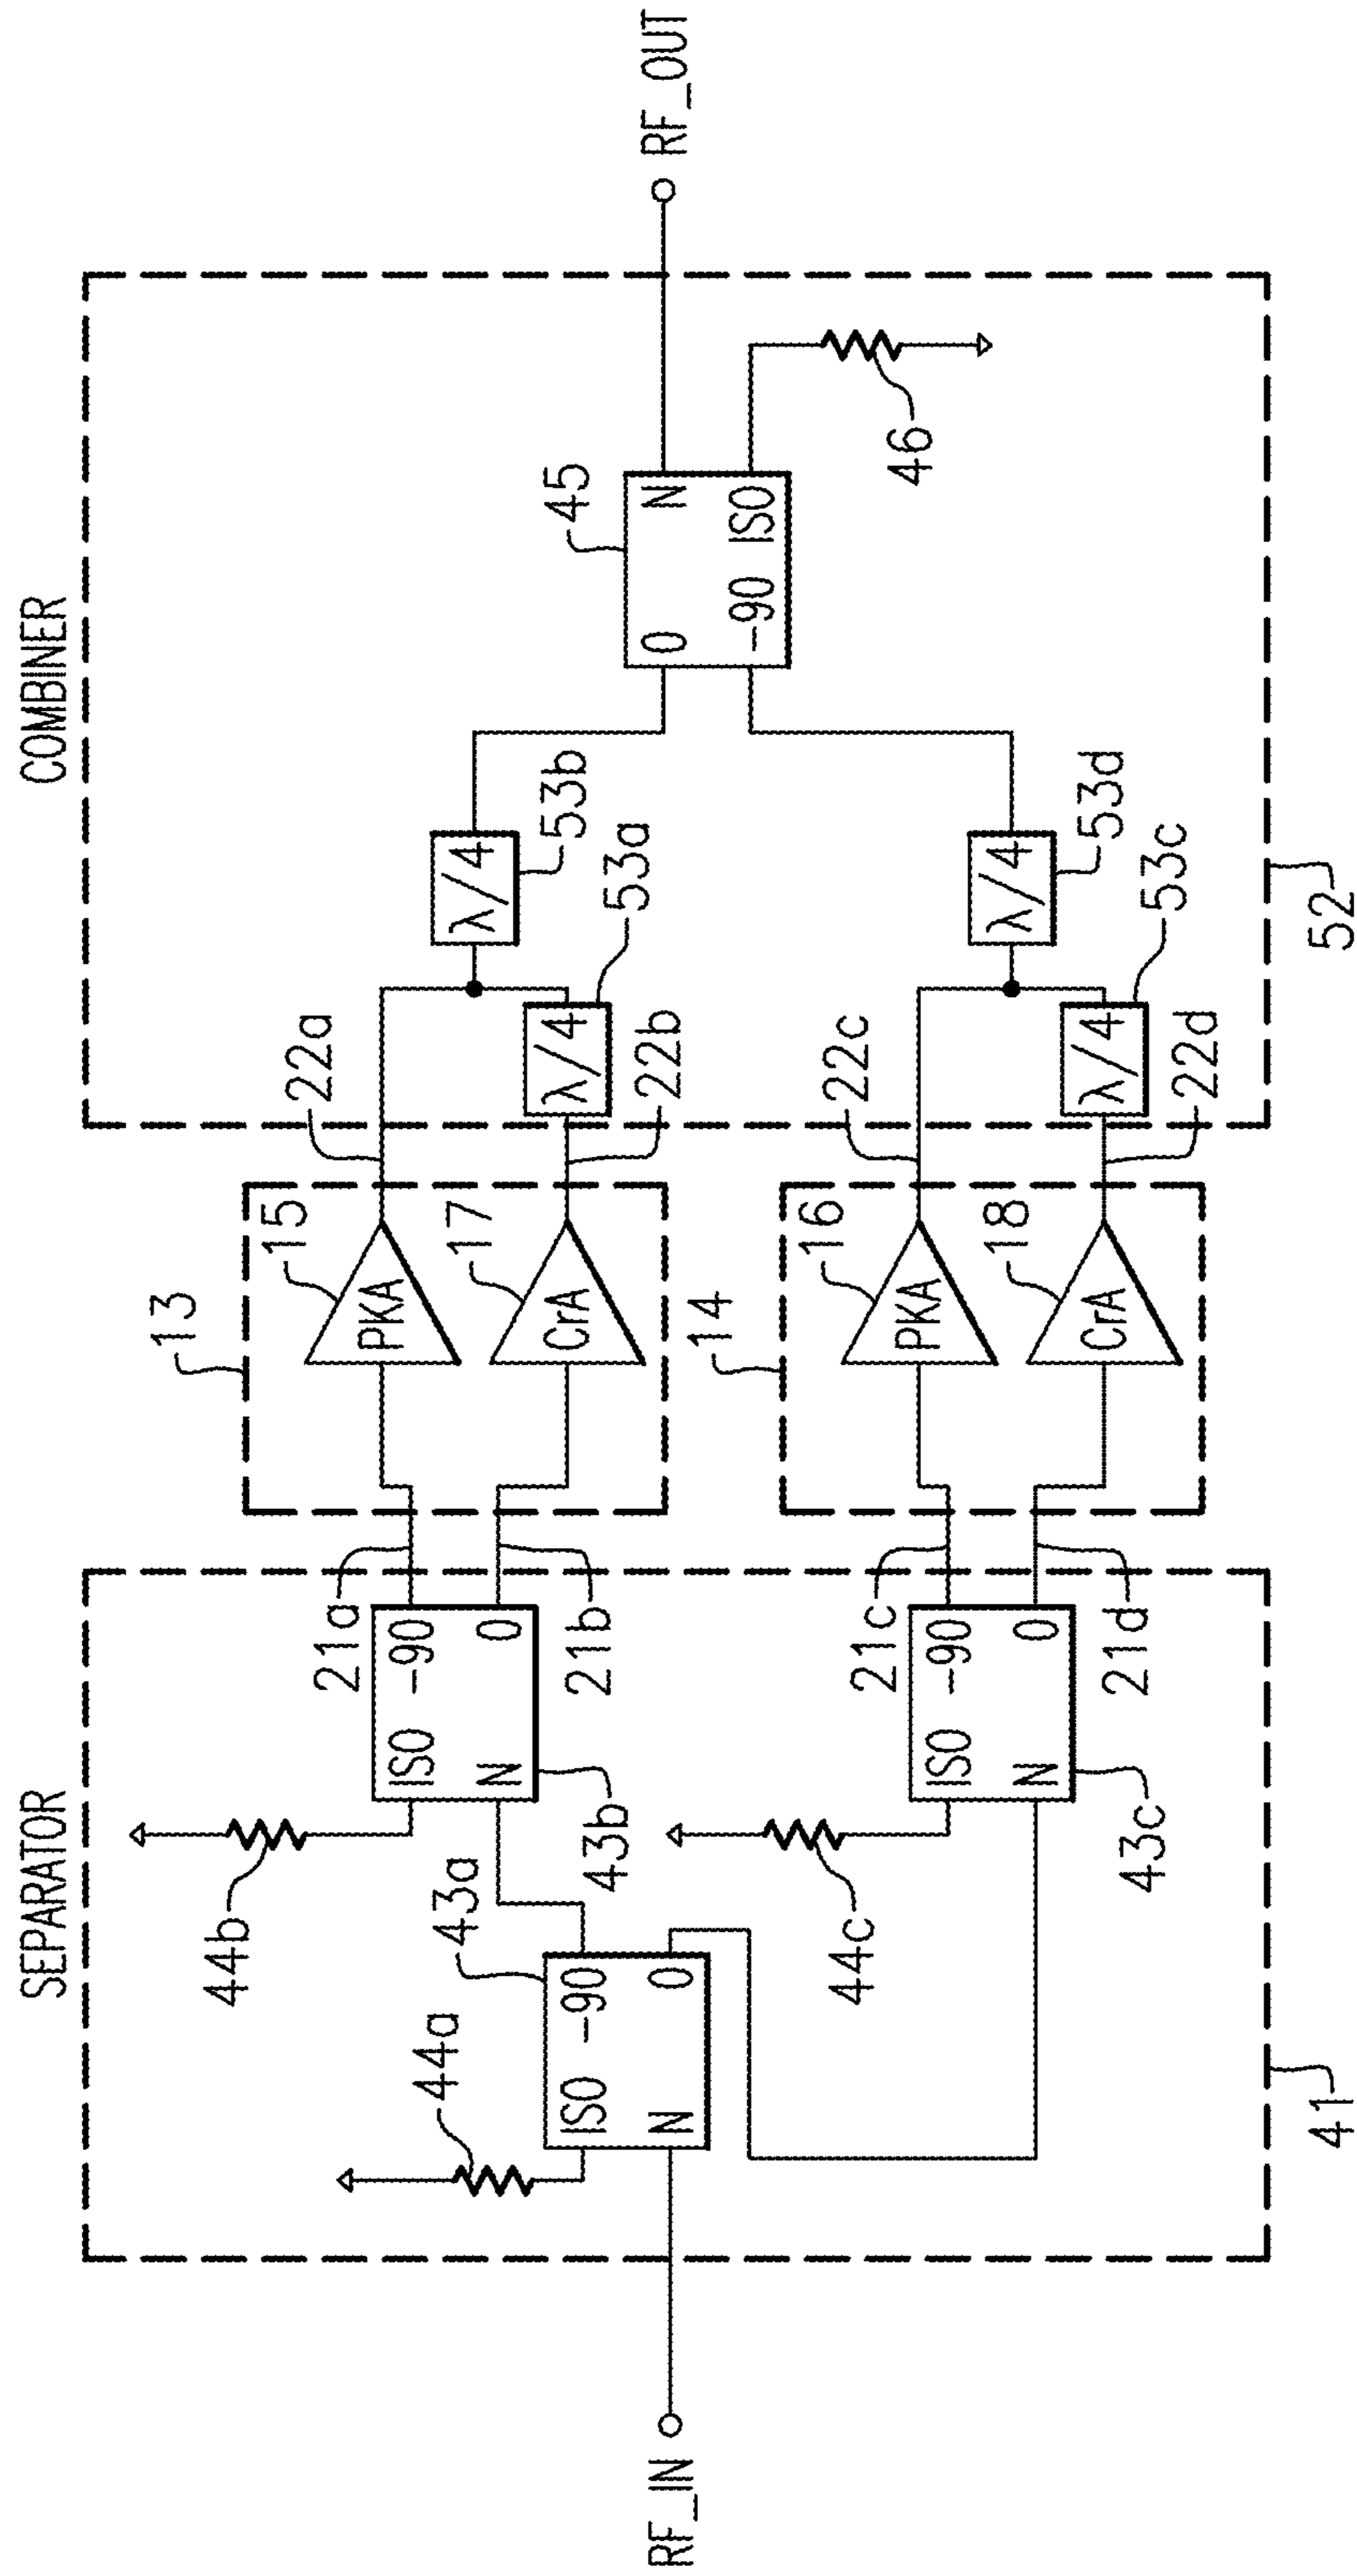 SEPARATOR
COMBINER
RF_IN
44a
ISO -90
N 0
43a
44b
ISO -90
N 0
43b
21a
21b
44c
ISO -90
N 0
43c
21c
21d
41
13
PKA
15
CrA
17
14
PKA
16
CrA
18
22a
22b
λ/4
53a
λ/4
53b
22c
22d
λ/4
53c
λ/4
53d
45
0 N
-90 ISO
46
52
RF_OUT